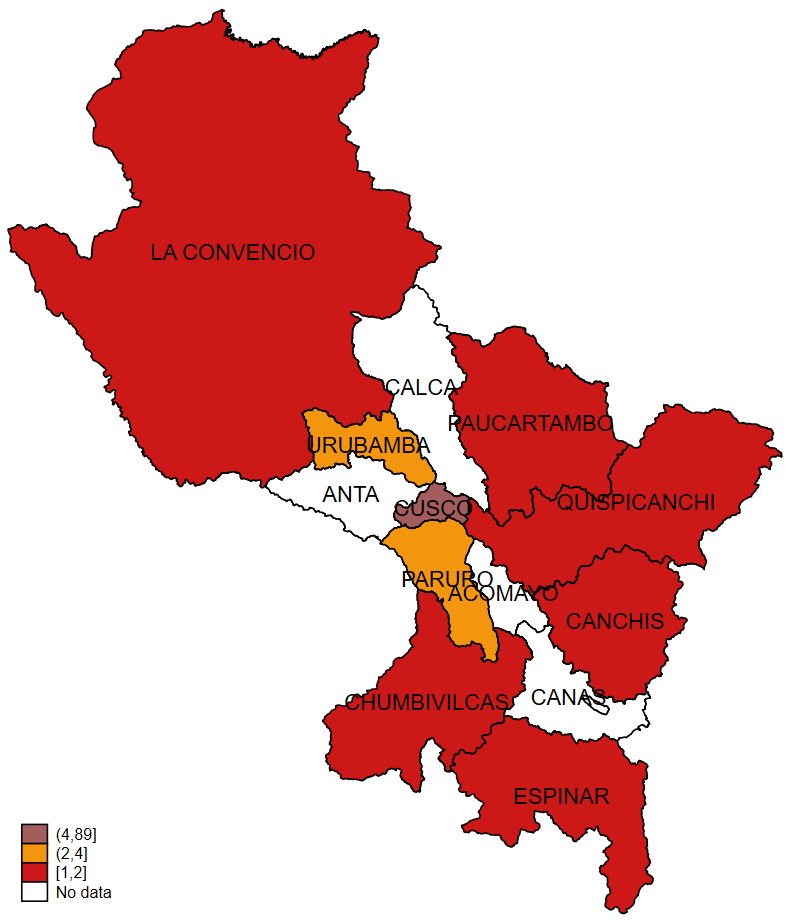 LA CONVENCIO
CALCA
PAUCARTAMBO
URUBAMBA
ANTA
QUISPICANCHI
CUSCO
PARURO
ACOMAYO
CANCHIS
CANAS
CHUMBIVILCAS
ESPINAR
(4,89]
(2,4]
[1,2]
No data